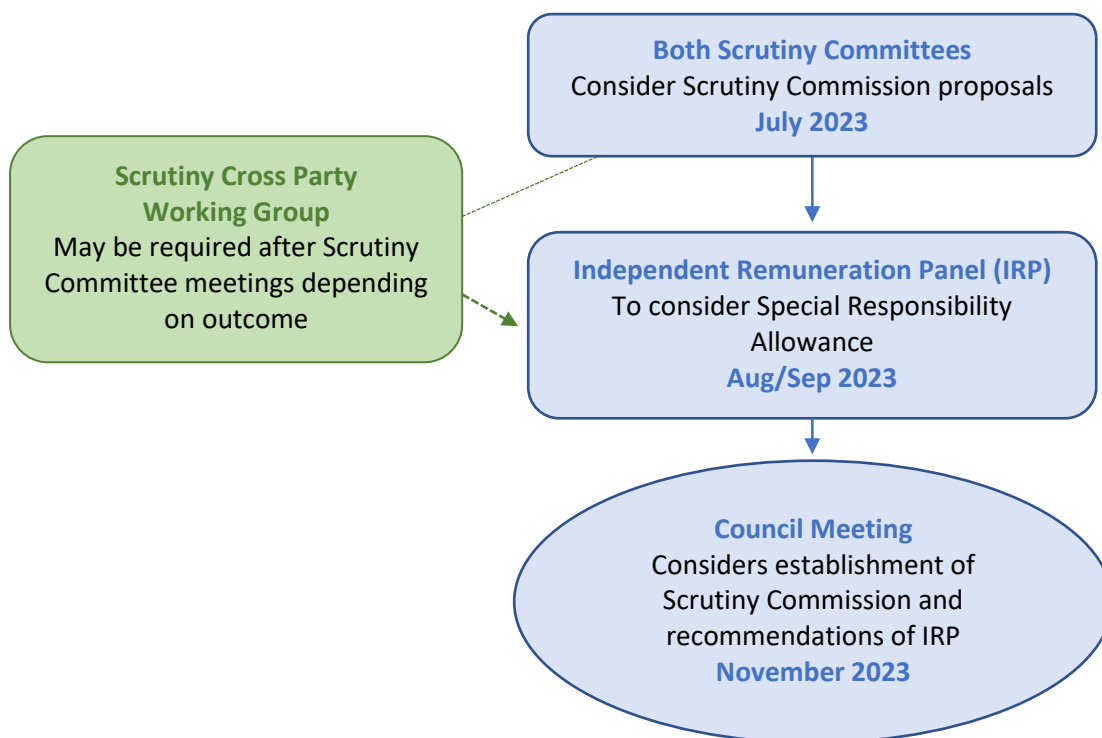 Both Scrutiny Committees
Consider Scrutiny Commission proposals
July 2023
Scrutiny Cross Party
Working Group
May be required after Scrutiny
Committee meetings depending
on outcome
Independent Remuneration Panel (IRP)
To consider Special Responsibility
Allowance
Aug/Sep 2023
Council Meeting
Considers establishment of
Scrutiny Commission and
recommendations of IRP
November 2023